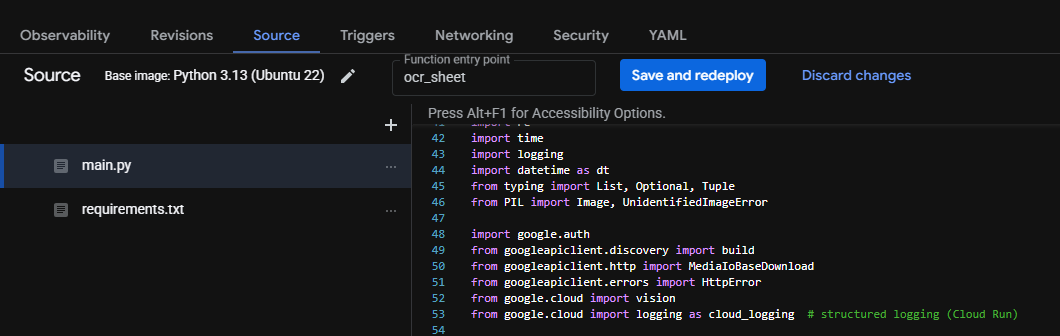 Observability Revisions Source Triggers Networking Security YAML
Function entry point
Source Base image: Python 3.13 (Ubuntu 22) ocr_sheet Save and redeploy Discard changes
Press Alt+F1 for Accessibility Options.
+
42 import time
43 import logging
main.py ...
44 import datetime as dt
45 from typing import List, Optional, Tuple
46 from PIL import Image, UnidentifiedImageError
requirements.txt ...
47
48 import google.auth
49 from googleapiclient.discovery import build
50 from googleapiclient.http import MediaIoBaseDownload
51 from googleapiclient.errors import HttpError
52 from google.cloud import vision
53 from google.cloud import logging as cloud_logging # structured logging (Cloud Run)
54